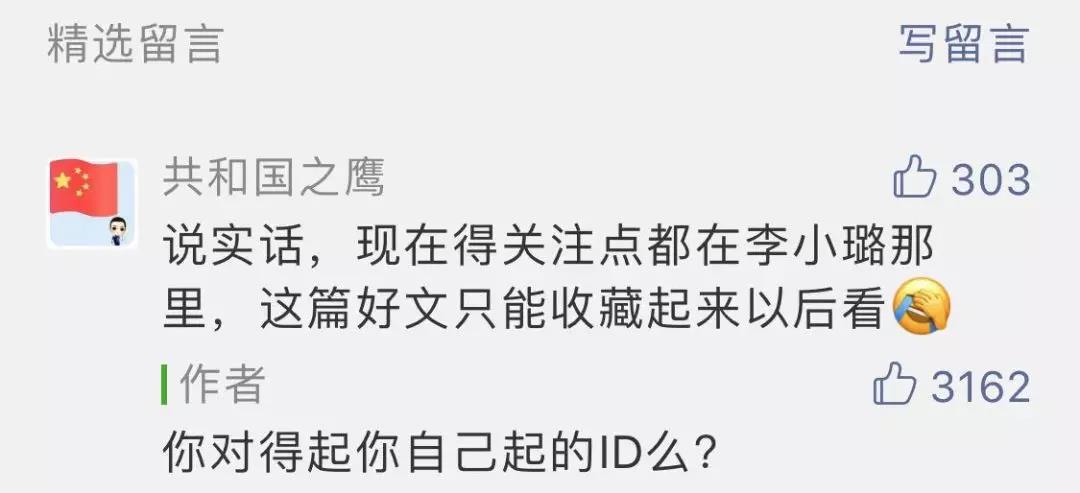 精选留言
写留言
共和国之鹰
303
说实话，现在得关注点都在李小璐那
里，这篇好文只能收藏起来以后看🤦
作者
3162
你对得起你自己起的ID么？